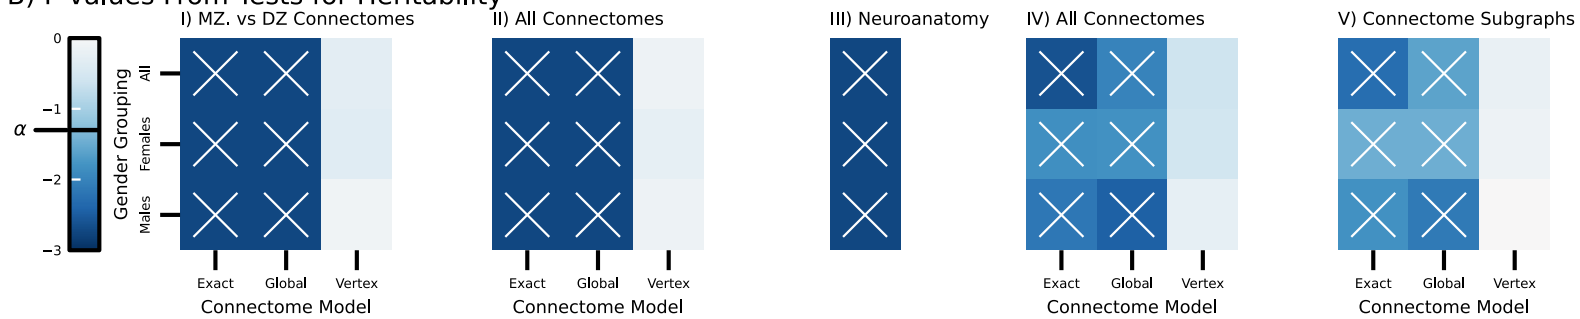 B) P-Values From Tests for Heritability
I) MZ. vs DZ Connectomes
II) All Connectomes
III) Neuroanatomy
IV) All Connectomes
V) Connectome Subgraphs
0
−1
α
−2
−3
Gender Grouping
All
Females
Males
Exact Global Vertex
Connectome Model
Exact Global Vertex
Connectome Model
Exact Global Vertex
Connectome Model
Exact Global Vertex
Connectome Model